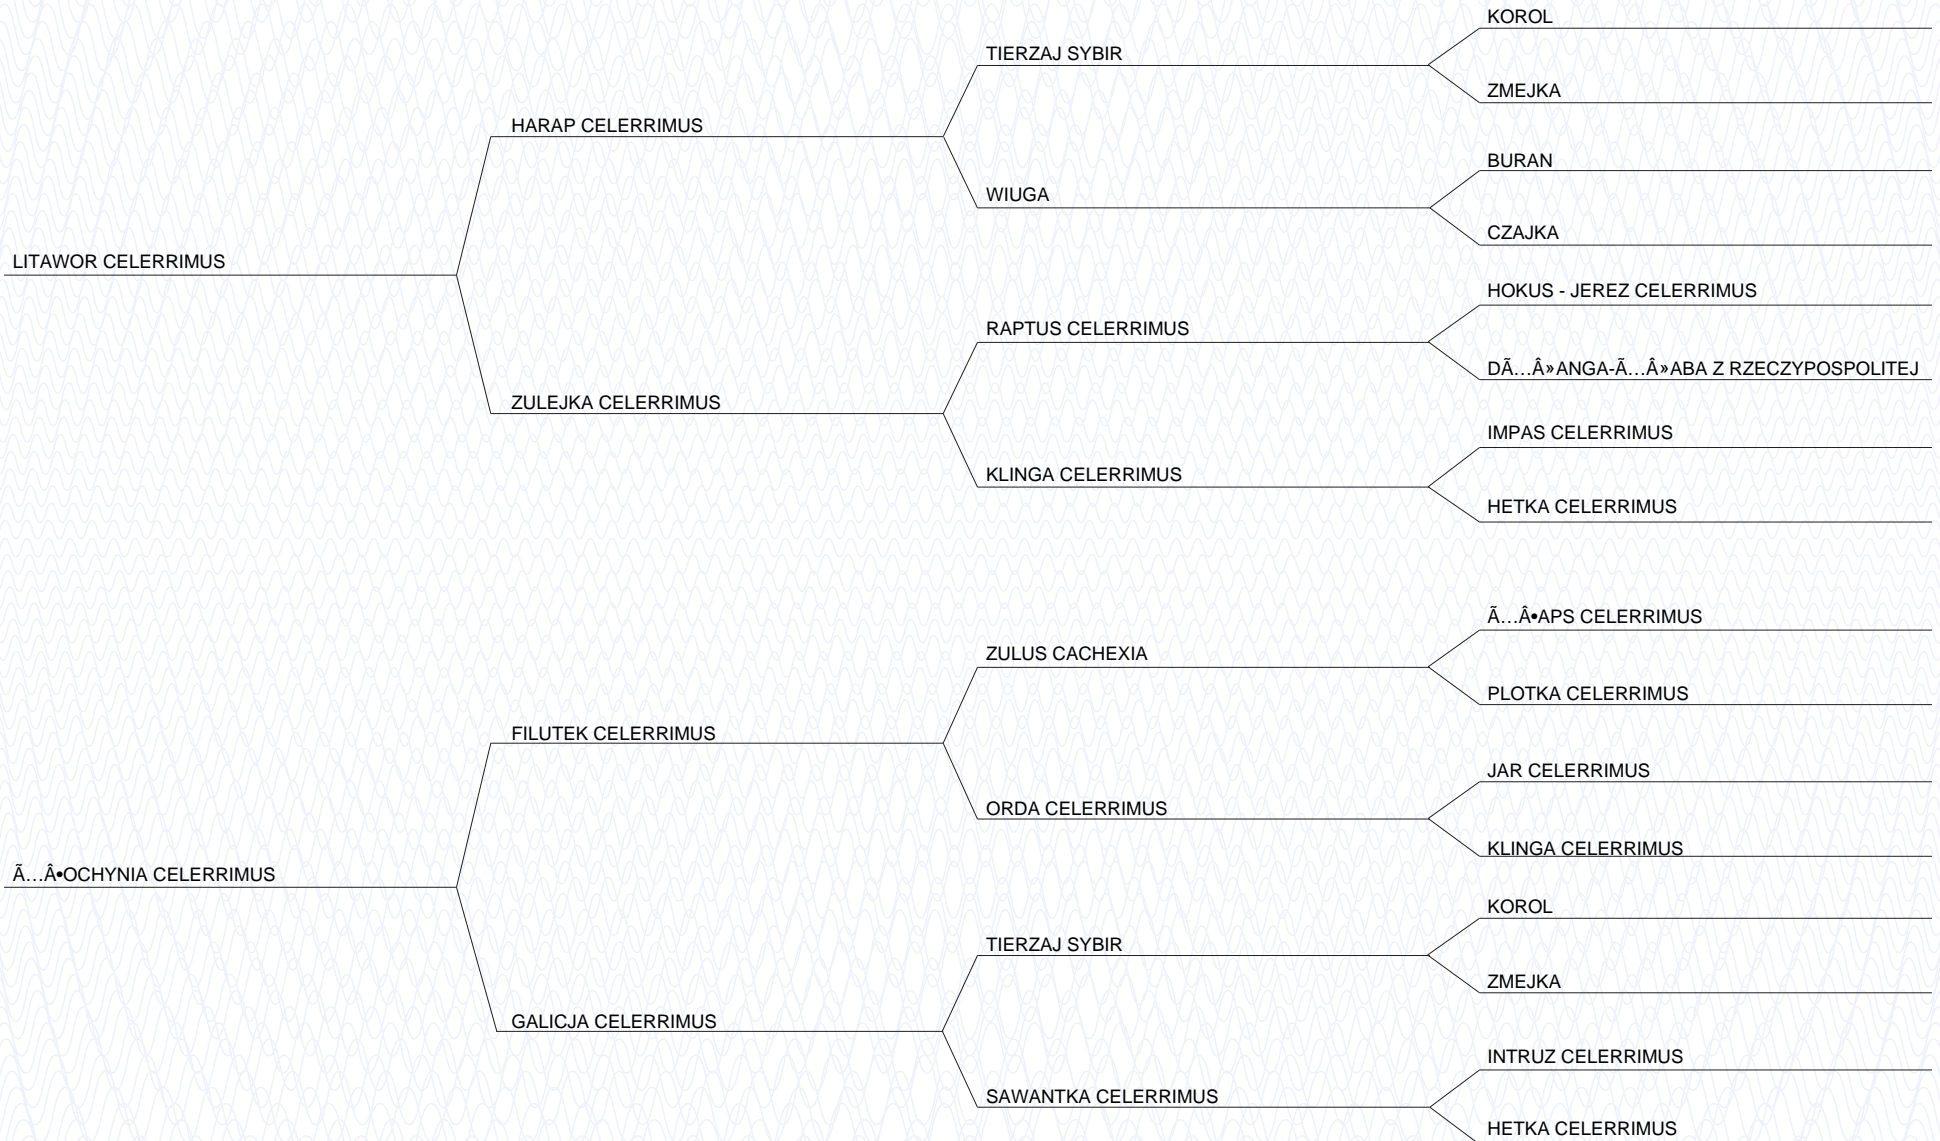 KOROL
TIERZAJ SYBIR
ZMEJKA
HARAP CELERRIMUS
BURAN
WIUGA
CZAJKA
LITAWOR CELERRIMUS
HOKUS - JEREZ CELERRIMUS
RAPTUS CELERRIMUS
DÃ…Â»ANGA-Ã…Â»ABA Z RZECZYPOSPOLITEJ
ZULEJKA CELERRIMUS
IMPAS CELERRIMUS
KLINGA CELERRIMUS
HETKA CELERRIMUS
Ã…Â•APS CELERRIMUS
ZULUS CACHEXIA
PLOTKA CELERRIMUS
FILUTEK CELERRIMUS
JAR CELERRIMUS
ORDA CELERRIMUS
KLINGA CELERRIMUS
Ã…Â•OCHYNIA CELERRIMUS
KOROL
TIERZAJ SYBIR
ZMEJKA
GALICJA CELERRIMUS
INTRUZ CELERRIMUS
SAWANTKA CELERRIMUS
HETKA CELERRIMUS